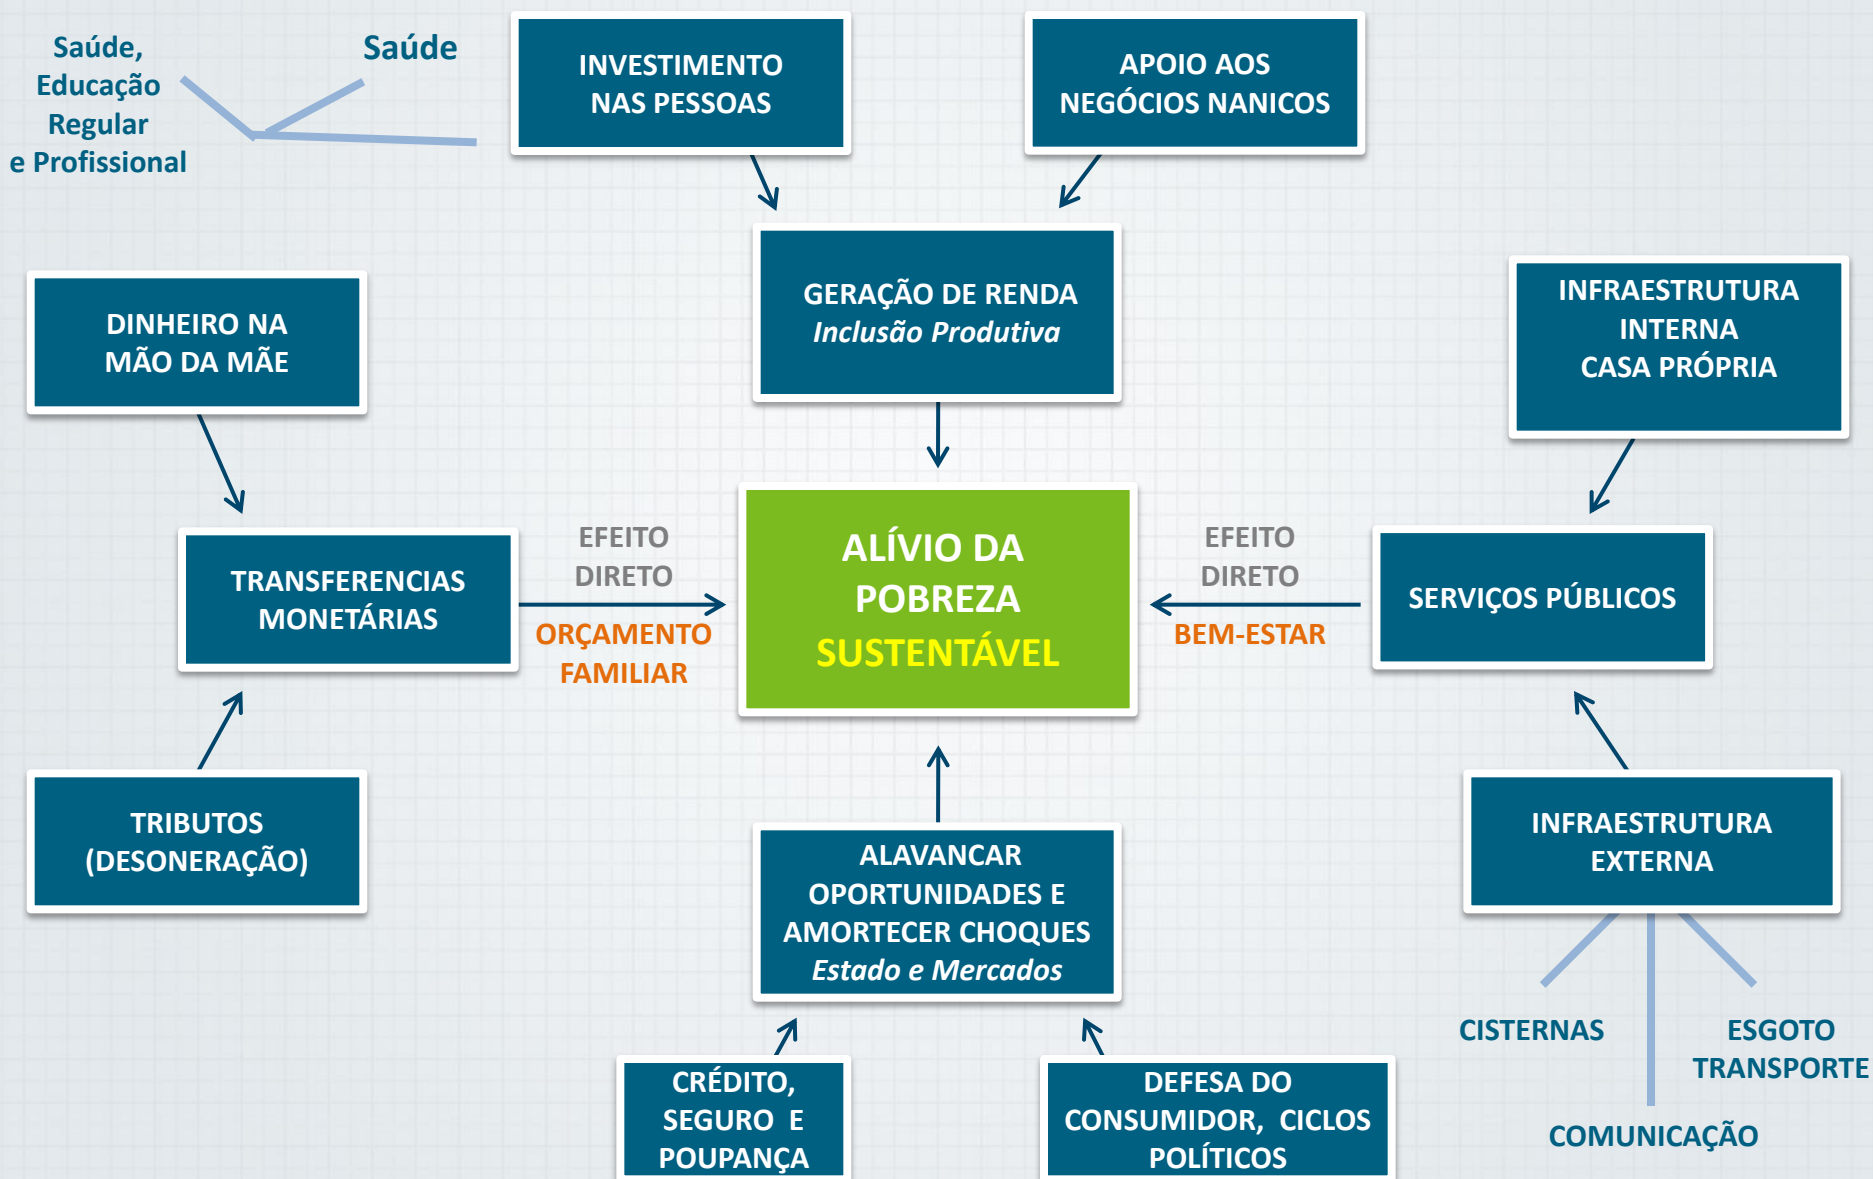 Saúde,
Educação
Regular
e Profissional
Saúde
INVESTIMENTO
NAS PESSOAS
APOIO AOS
NEGÓCIOS NANICOS
GERAÇÃO DE RENDA
Inclusão Produtiva
DINHEIRO NA
MÃO DA MÃE
INFRAESTRUTURA
INTERNA
CASA PRÓPRIA
TRANSFERENCIAS
MONETÁRIAS
EFEITO
DIRETO
ORÇAMENTO
FAMILIAR
ALÍVIO DA
POBREZA
SUSTENTÁVEL
EFEITO
DIRETO
BEM-ESTAR
SERVIÇOS PÚBLICOS
TRIBUTOS
(DESONERAÇÃO)
ALAVANCAR
OPORTUNIDADES E
AMORTECER CHOQUES
Estado e Mercados
INFRAESTRUTURA
EXTERNA
CISTERNAS
ESGOTO
TRANSPORTE
COMUNICAÇÃO
CRÉDITO,
SEGURO E
POUPANÇA
DEFESA DO
CONSUMIDOR, CICLOS
POLÍTICOS